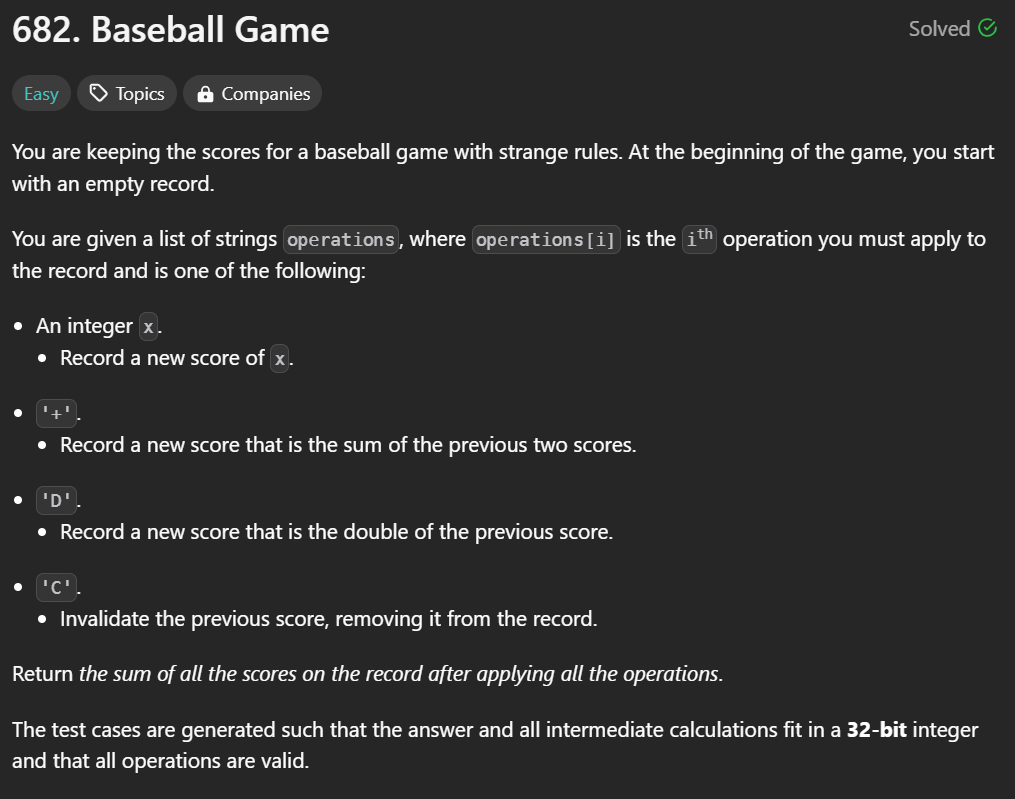 682. Baseball Game
Solved
Easy
Topics
Companies
You are keeping the scores for a baseball game with strange rules. At the beginning of the game, you start
with an empty record.
You are given a list of strings operations, where operations[i] is the ith operation you must apply to
the record and is one of the following:
• An integer x.
• Record a new score of x.
• '+'.
• Record a new score that is the sum of the previous two scores.
• 'D'.
• Record a new score that is the double of the previous score.
• 'C'.
• Invalidate the previous score, removing it from the record.
Return the sum of all the scores on the record after applying all the operations.
The test cases are generated such that the answer and all intermediate calculations fit in a 32-bit integer
and that all operations are valid.